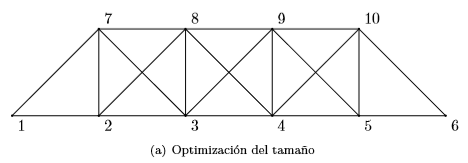 7 8 9 10
1 2 3 4 5 6
(a) Optimización del tamaño